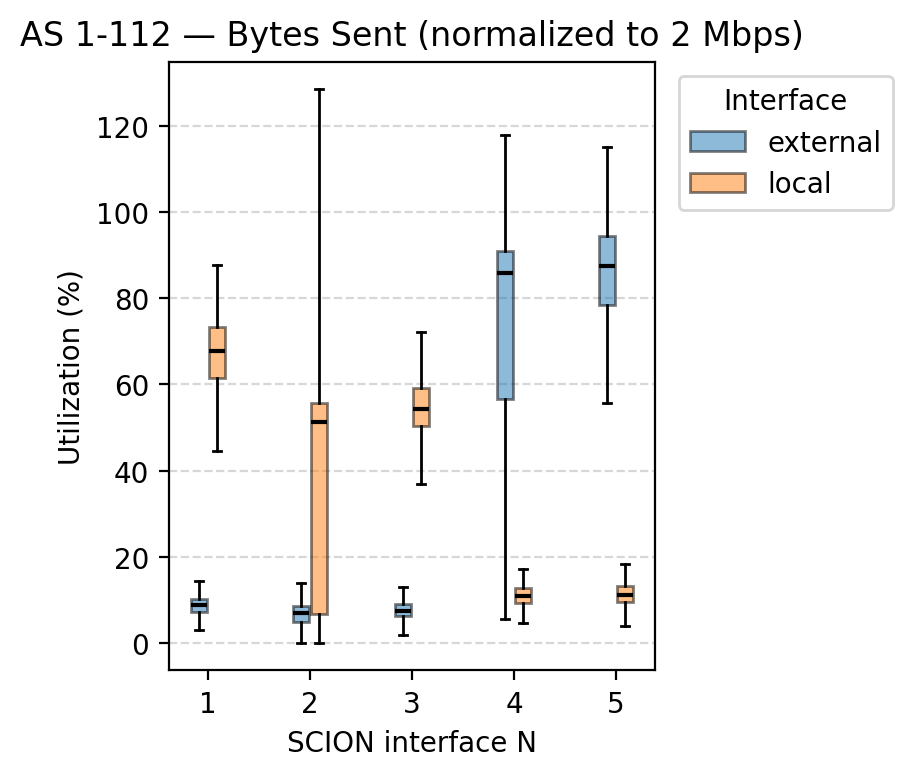 AS 1-112 — Bytes Sent (normalized to 2 Mbps)
Interface
external
local
Utilization (%)
120
100
80
60
40
20
0
1 2 3 4 5
SCION interface N